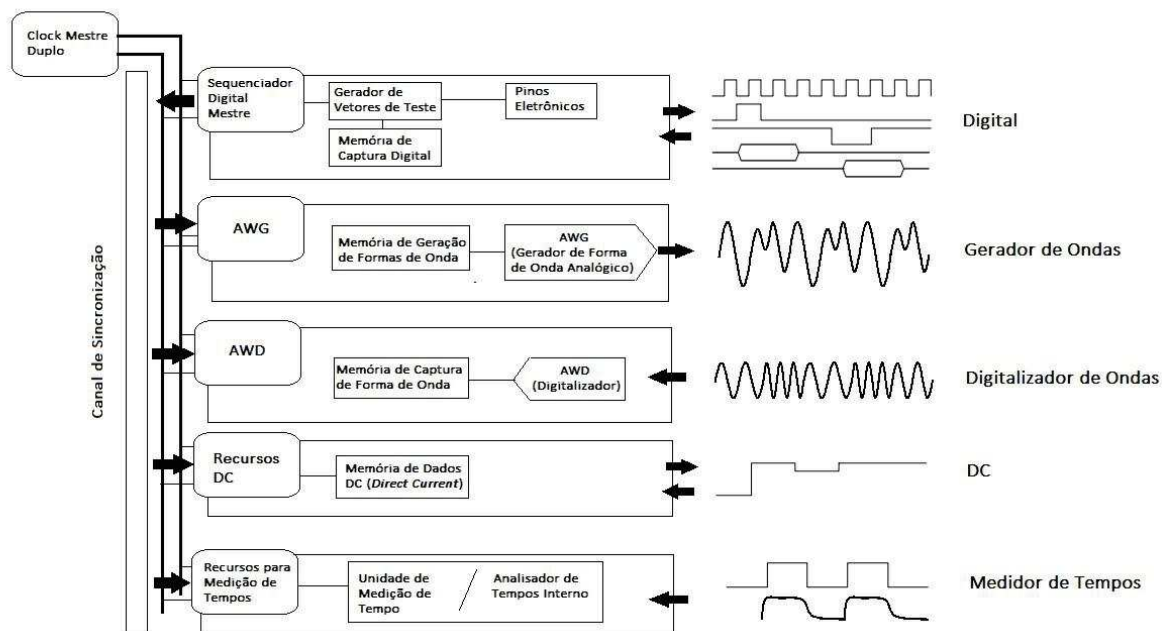 Clock Mestre
Duplo
Canal de Sincronização
Sequenciador
Digital
Mestre
Gerador de
Vetores de Teste
Memória de
Captura Digital
Pinos
Eletrônicos
Digital
AWG
Memória de Geração
de Formas de Onda
AWG
(Gerador de Forma
de Onda Analógico)
Gerador de Ondas
AWD
Memória de Captura
de Forma de Onda
AWD
(Digitalizador)
Digitalizador de Ondas
Recursos
DC
Memória de Dados
DC (Direct Current)
DC
Recursos para
Medição de
Tempos
Unidade de
Medição de
Tempo
/
Analisador de
Tempos Interno
Medidor de Tempos